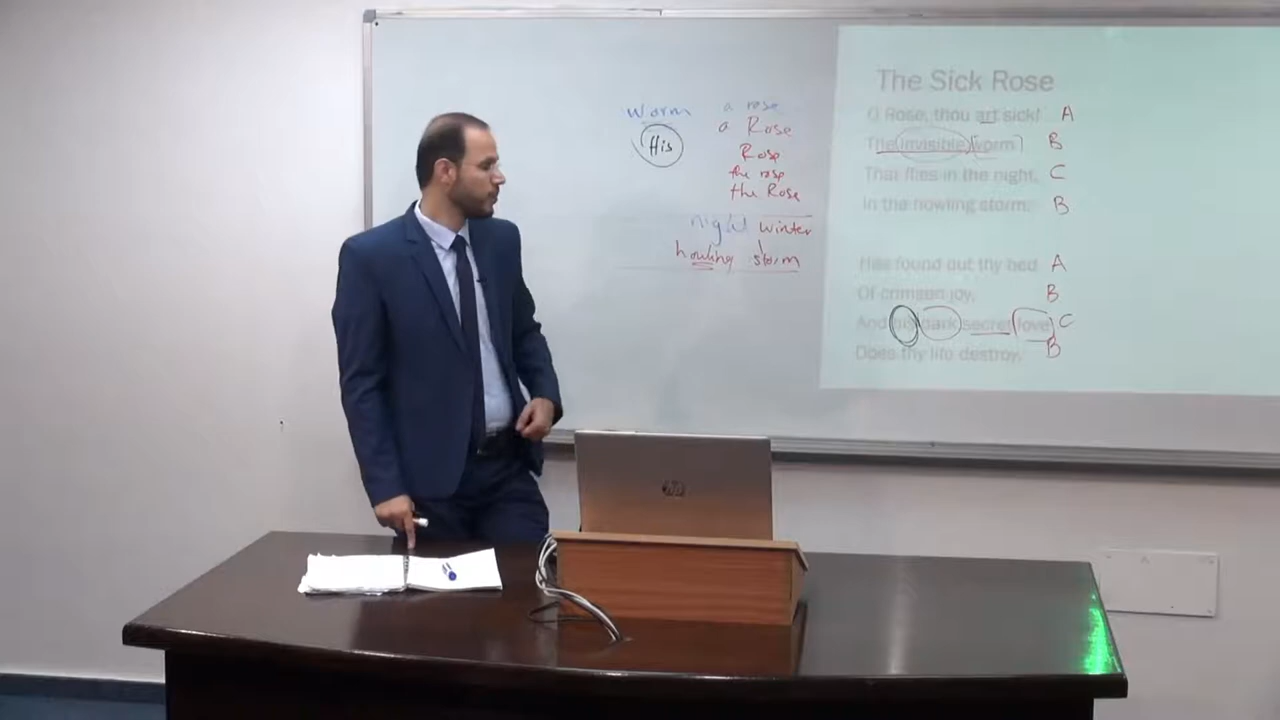 worm
His
a rose
a Rose
Rose
the rose
the Rose
night winter
howling storm
The Sick Rose
O Rose, thou art sick! A
The invisible worm B
That flies in the night, C
In the howling storm: B
Has found out thy bed A
Of crimson joy, B
And his dark secret love C
Does thy life destroy. B
hp